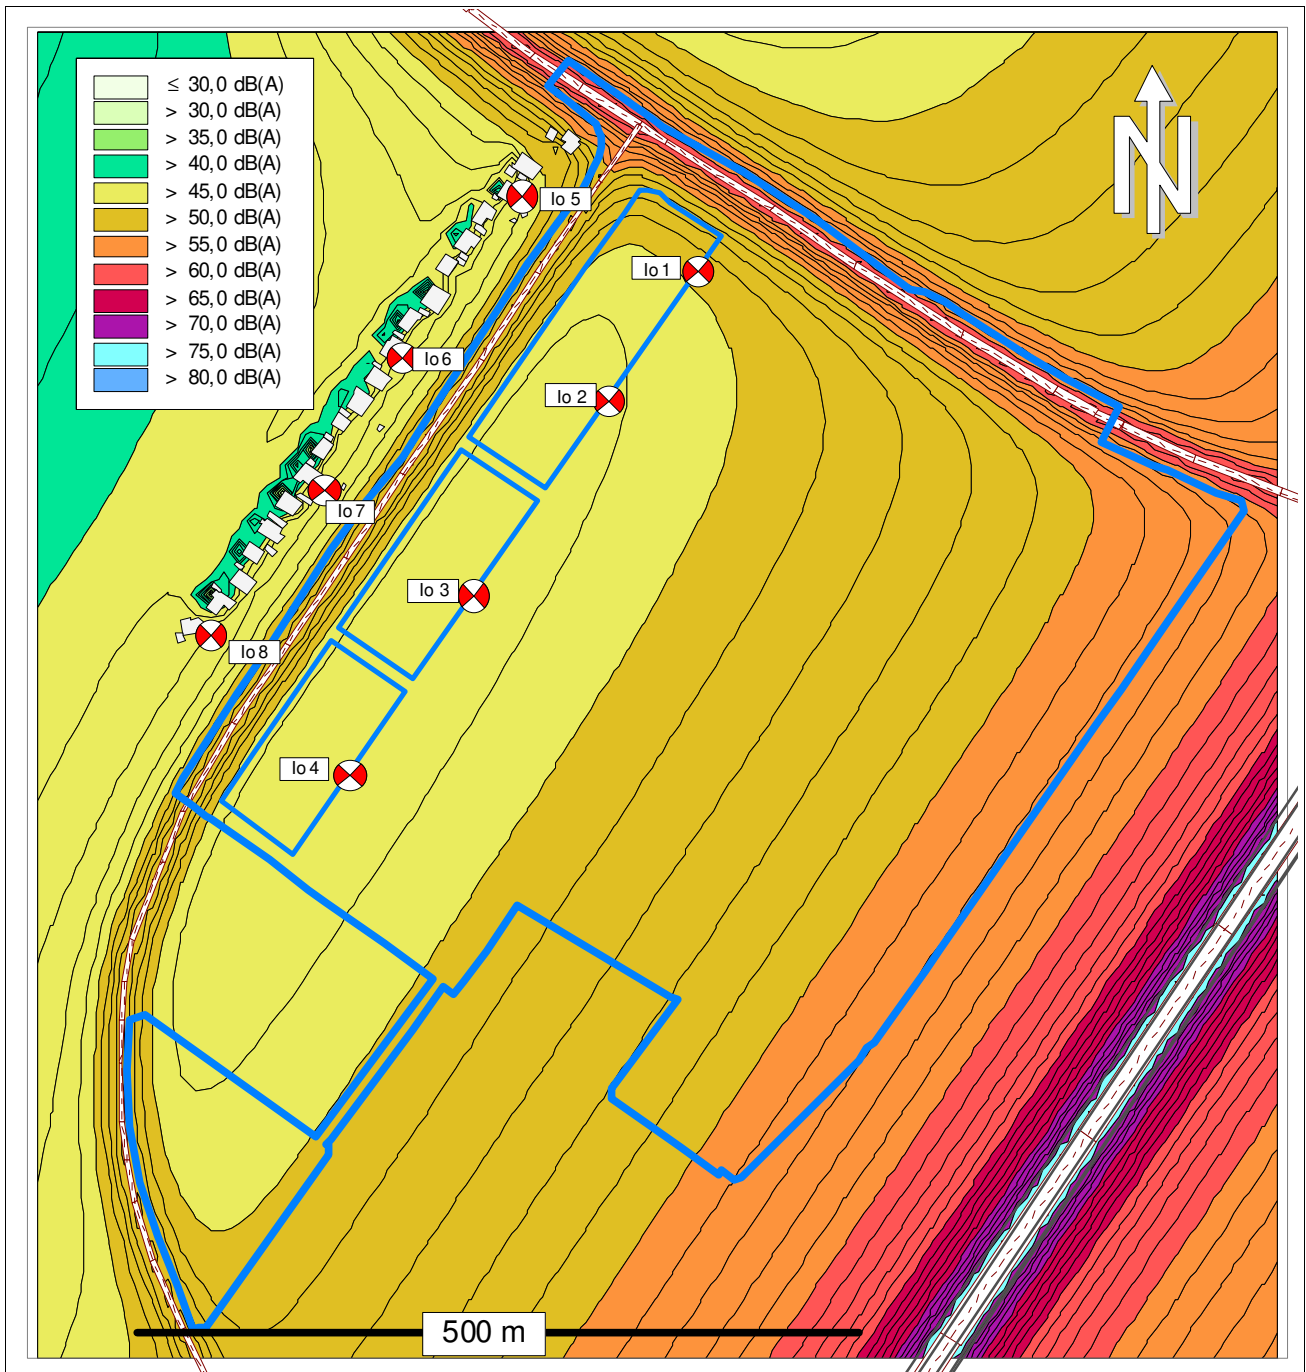 ≤ 30,0 dB(A)
> 30,0 dB(A)
> 35,0 dB(A)
> 40,0 dB(A)
> 45,0 dB(A)
> 50,0 dB(A)
> 55,0 dB(A)
> 60,0 dB(A)
> 65,0 dB(A)
> 70,0 dB(A)
> 75,0 dB(A)
> 80,0 dB(A)
N
Io 5
Io 1
Io 6
Io 2
Io 7
Io 3
Io 8
Io 4
500 m